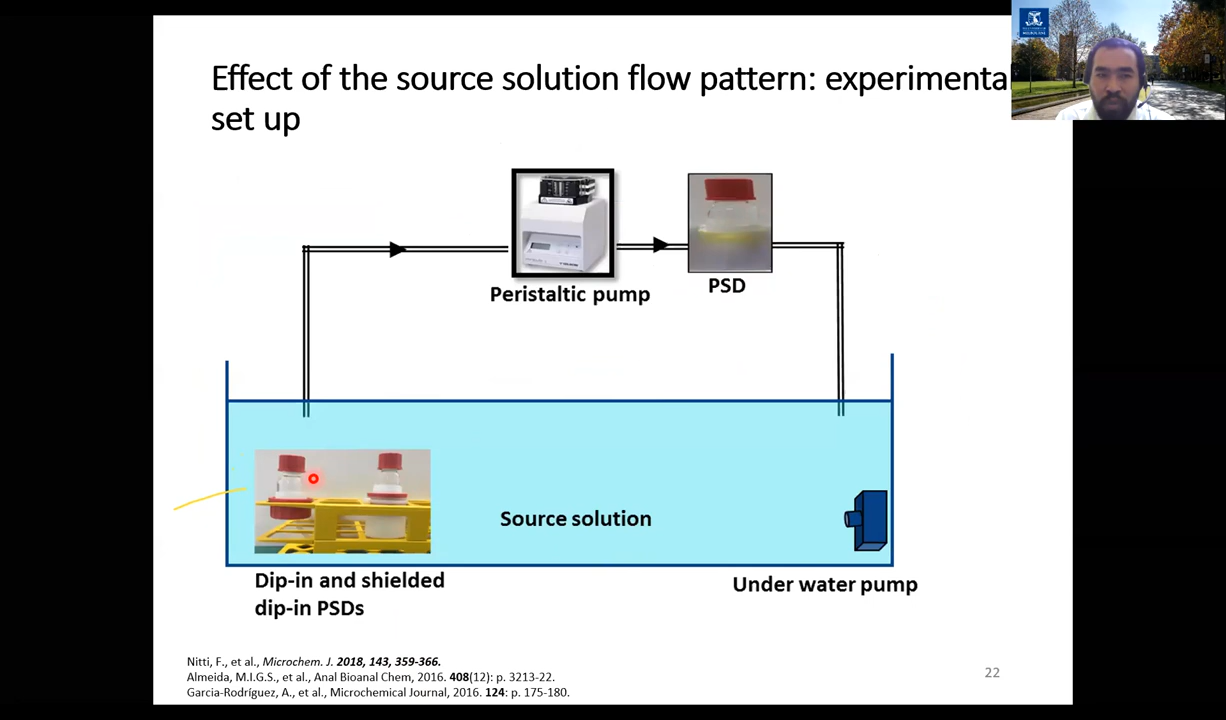 Effect of the source solution flow pattern: experimenta
set up
MELBOURNE
Peristaltic pump
PSD
Source solution
Dip-in and shielded
dip-in PSDs
Under water pump
Nitti, F., et al., Microchem. J. 2018, 143, 359-366.
Almeida, M.I.G.S., et al., Anal Bioanal Chem, 2016. 408(12): p. 3213-22.
Garcia-Rodríguez, A., et al., Microchemical Journal, 2016. 124: p. 175-180.
22